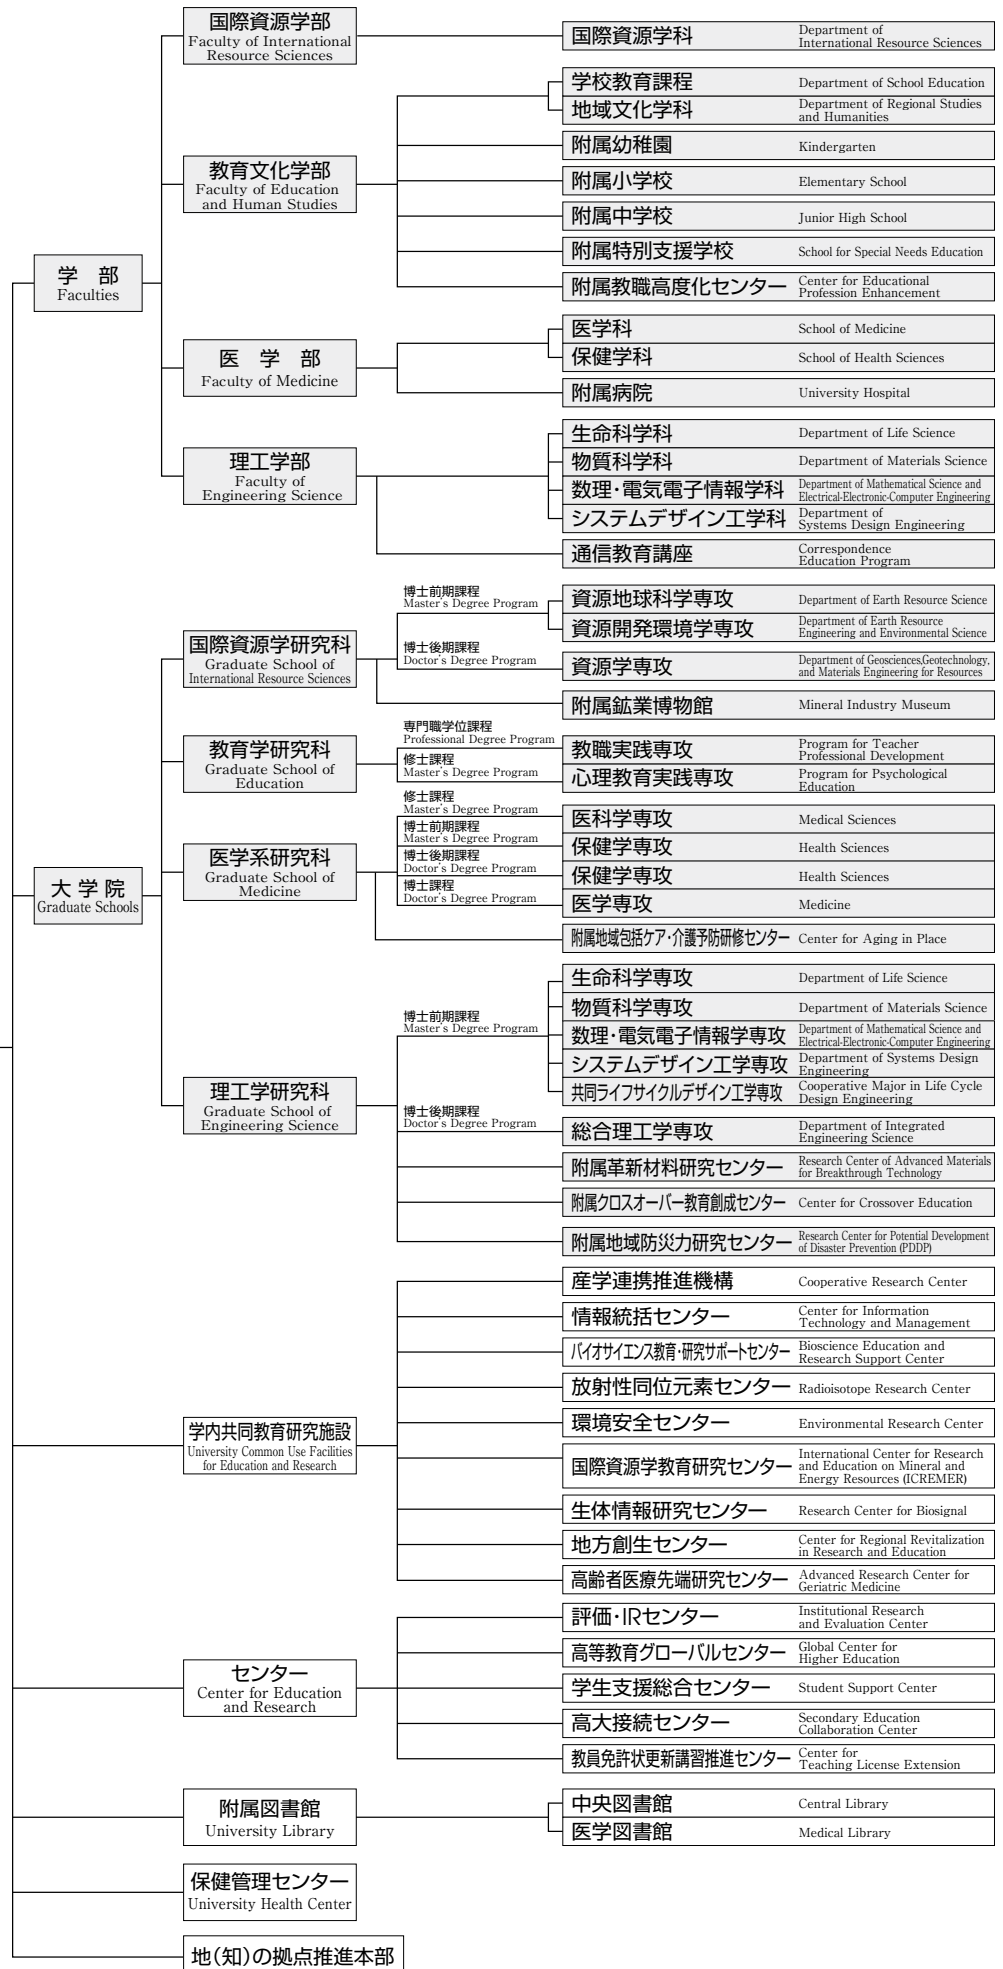 学 部
Faculties
国際資源学部
Faculty of International
Resource Sciences
国際資源学科
Department of
International Resource Sciences
教育文化学部
Faculty of Education
and Human Studies
学校教育課程
Department of School Education
地域文化学科
Department of Regional Studies
and Humanities
附属幼稚園
Kindergarten
附属小学校
Elementary School
附属中学校
Junior High School
附属特別支援学校
School for Special Needs Education
附属教職高度化センター
Center for Educational
Profession Enhancement
医 学 部
Faculty of Medicine
医学科
School of Medicine
保健学科
School of Health Sciences
附属病院
University Hospital
理工学部
Faculty of
Engineering Science
生命科学科
Department of Life Science
物質科学科
Department of Materials Science
数理・電気電子情報学科
Department of Mathematical Science and
Electrical-Electronic-Computer Engineering
システムデザイン工学科
Department of
Systems Design Engineering
通信教育講座
Correspondence
Education Program
大 学 院
Graduate Schools
国際資源学研究科
Graduate School of
International Resource Sciences
博士前期課程
Master's Degree Program
資源地球科学専攻
Department of Earth Resource Science
資源開発環境学専攻
Department of Earth Resource
Engineering and Environmental Science
博士後期課程
Doctor's Degree Program
資源学専攻
Department of Geosciences,Geotechnology,
and Materials Engineering for Resources
附属鉱業博物館
Mineral Industry Museum
教育学研究科
Graduate School of
Education
専門職学位課程
Professional Degree Program
教職実践専攻
Program for Teacher
Professional Development
修士課程
Master's Degree Program
心理教育実践専攻
Program for Psychological
Education
医学系研究科
Graduate School of
Medicine
修士課程
Master's Degree Program
医科学専攻
Medical Sciences
博士前期課程
Master's Degree Program
保健学専攻
Health Sciences
博士後期課程
Doctor's Degree Program
保健学専攻
Health Sciences
博士課程
Doctor's Degree Program
医学専攻
Medicine
附属地域包括ケア・介護予防研修センター
Center for Aging in Place
理工学研究科
Graduate School of
Engineering Science
博士前期課程
Master's Degree Program
生命科学専攻
Department of Life Science
物質科学専攻
Department of Materials Science
数理・電気電子情報学専攻
Department of Mathematical Science and
Electrical-Electronic-Computer Engineering
システムデザイン工学専攻
Department of Systems Design
Engineering
共同ライフサイクルデザイン工学専攻
Cooperative Major in Life Cycle
Design Engineering
博士後期課程
Doctor's Degree Program
総合理工学専攻
Department of Integrated
Engineering Science
附属革新材料研究センター
Research Center of Advanced Materials
for Breakthrough Technology
附属クロスオーバー教育創成センター
Center for Crossover Education
附属地域防災力研究センター
Research Center for Potential Development
of Disaster Prevention (PDDP)
学内共同教育研究施設
University Common Use Facilities
for Education and Research
産学連携推進機構
Cooperative Research Center
情報統括センター
Center for Information
Technology and Management
バイオサイエンス教育・研究サポートセンター
Bioscience Education and
Research Support Center
放射性同位元素センター
Radioisotope Research Center
環境安全センター
Environmental Research Center
国際資源学教育研究センター
International Center for Research
and Education on Mineral and
Energy Resources (ICREMER)
生体情報研究センター
Research Center for Biosignal
地方創生センター
Center for Regional Revitalization
in Research and Education
高齢者医療先端研究センター
Advanced Research Center for
Geriatric Medicine
センター
Center for Education
and Research
評価・IRセンター
Institutional Research
and Evaluation Center
高等教育グローバルセンター
Global Center for
Higher Education
学生支援総合センター
Student Support Center
高大接続センター
Secondary Education
Collaboration Center
教員免許状更新講習推進センター
Center for
Teaching License Extension
附属図書館
University Library
中央図書館
Central Library
医学図書館
Medical Library
保健管理センター
University Health Center
地(知)の拠点推進本部